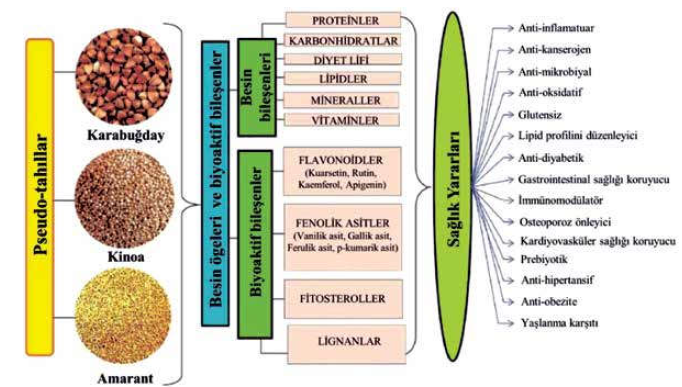 Pseudo-tahıllar
Karabuğday
Kinoa
Amarant
Besin ögeleri ve biyoaktif bileşenler
Besin
bileşenleri
PROTEİNLER
KARBONHİDRATLAR
DİYET LİFİ
LİPİDLER
MİNERALLER
VİTAMİNLER
Biyoaktif bileşenler
FLAVONOİDLER
(Kuarsetin, Rutin,
Kaemferol, Apigenin)
FENOLİK ASİTLER
(Vanilik asit, Gallik asit,
Ferulik asit, p-kumarik asit)
FİTOSTEROLLER
LİGNANLAR
Sağlık Yararları
Anti-inflamatuar
Anti-kanserojen
Anti-mikrobiyal
Anti-oksidatif
Glutensiz
Lipid profilini düzenleyici
Anti-diyabetik
Gastrointestinal sağlığı koruyucu
İmmünomodülatör
Osteoporoz önleyici
Kardiyovasküler sağlığı koruyucu
Prebiyotik
Anti-hipertansif
Anti-obezite
Yaşlanma karşıtı